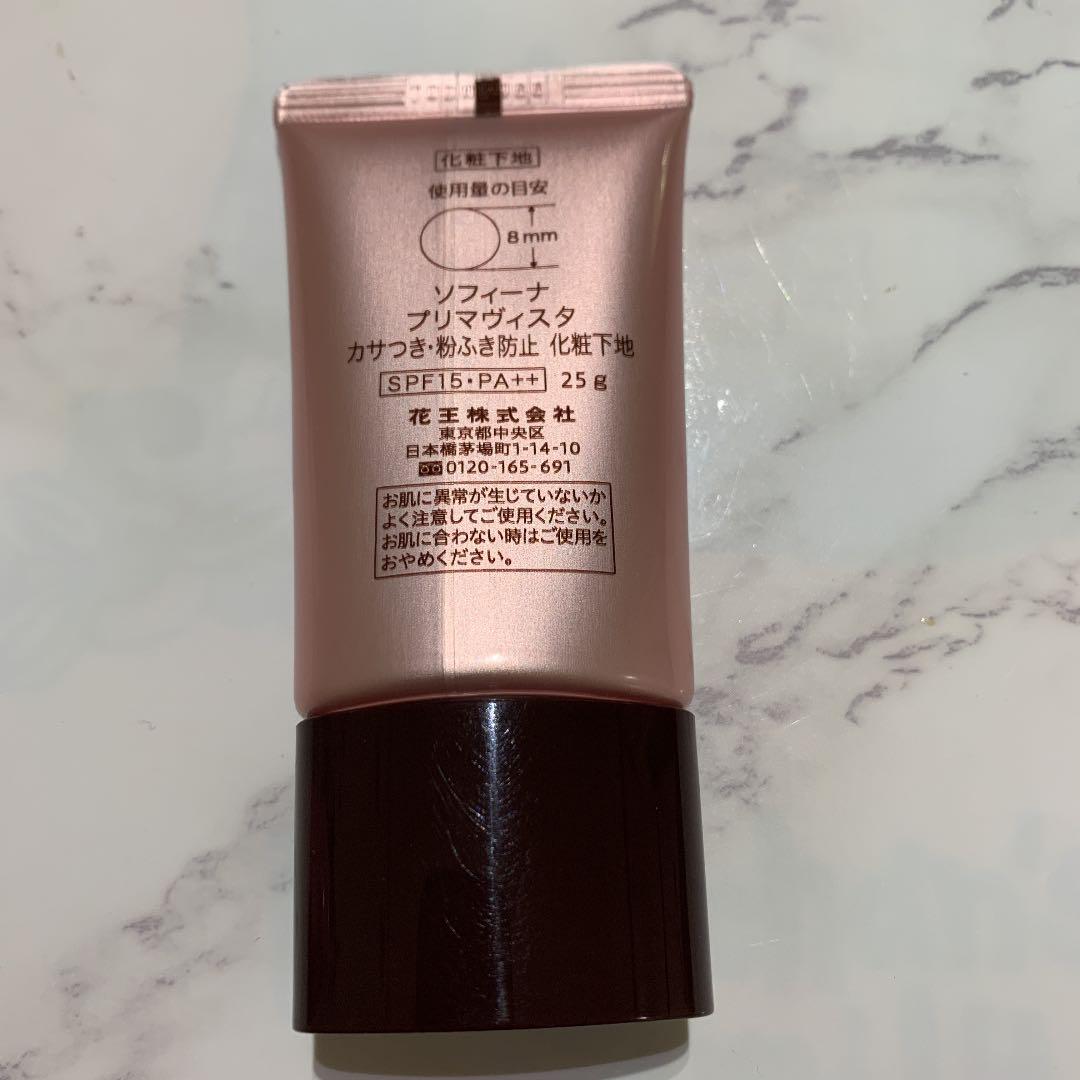 化粧下地
使用量の目安
8mm
ソフィーナ
プリマヴィスタ
カサつき・粉ふき防止 化粧下地
SPF15・PA++ 25g
花王株式会社
東京都中央区
日本橋茅場町1-14-10
0120-165-691
お肌に異常が生じていないか
よく注意してご使用ください。
お肌に合わない時はご使用を
おやめください。